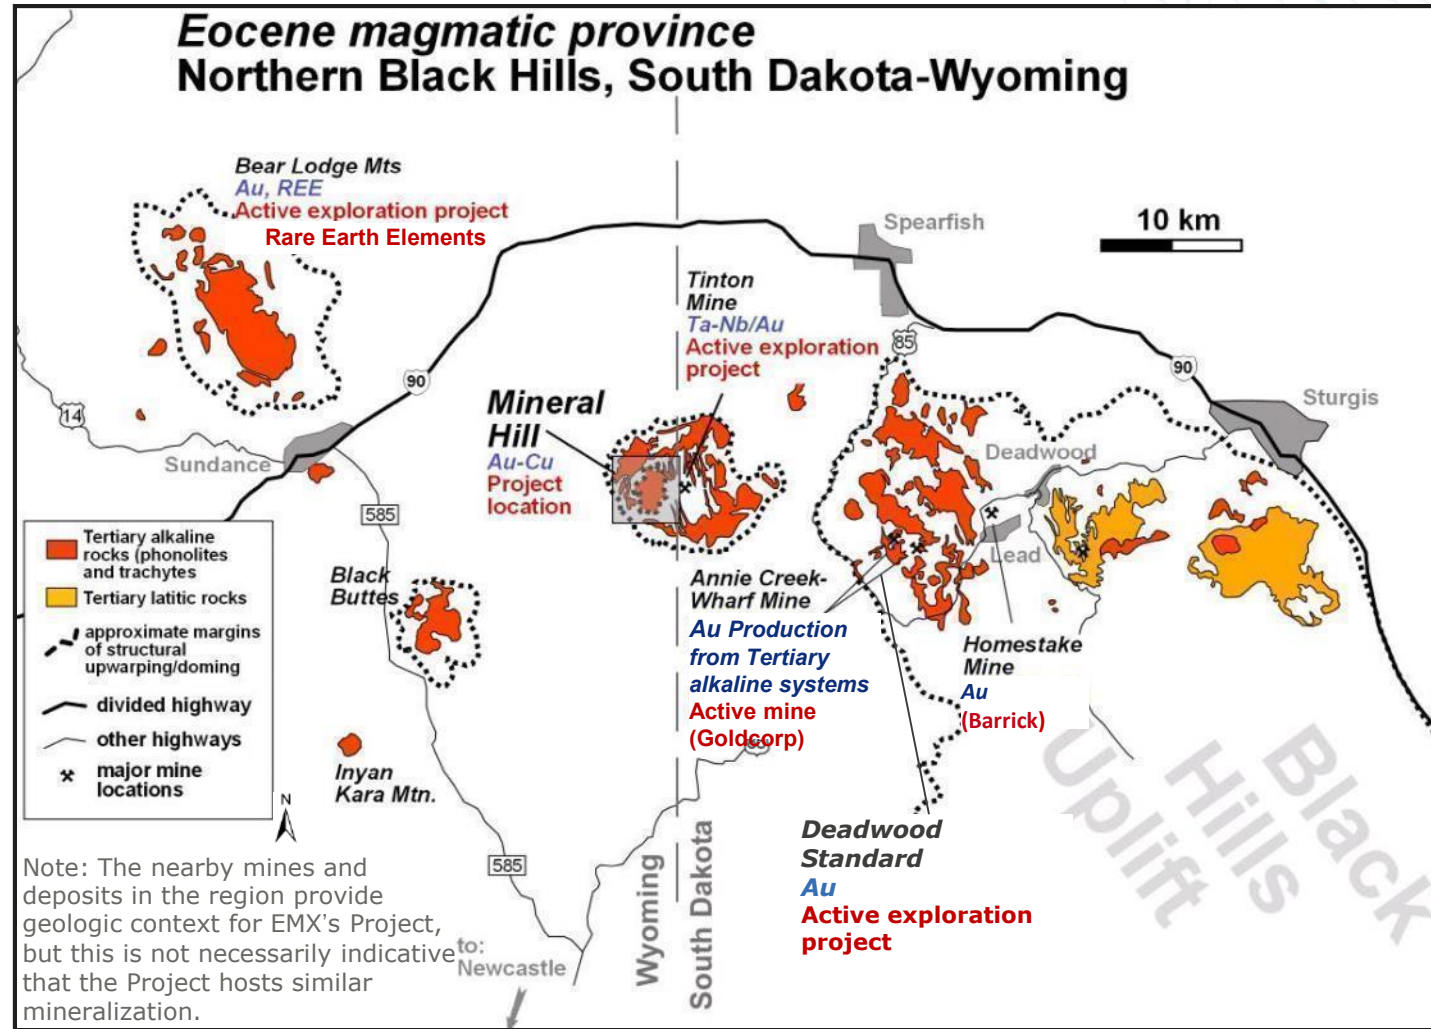 Eocene magmatic province
Northern Black Hills, South Dakota-Wyoming
Bear Lodge Mts
Au, REE
Active exploration project
Rare Earth Elements
10 km
Spearfish
Tinton
Mine
Ta-Nb/Au
Active exploration
project
85
90
90
14
Sturgis
Mineral
Hill
Au-Cu
Project
location
Sundance
Deadwood
Lead
585
Tertiary alkaline
rocks (phonolites
and trachytes
Tertiary latitic rocks
approximate margins
of structural
upwarping/doming
divided highway
other highways
major mine
locations
Black
Buttes
Annie Creek-
Wharf Mine
Au Production
from Tertiary
alkaline systems
Active mine
(Goldcorp)
Homestake
Mine
Au
(Barrick)
Inyan
Kara Mtn.
N
Black
Hills
Uplift
Deadwood
Standard
Au
Active exploration
project
585
Wyoming
South Dakota
to:
Newcastle
Note: The nearby mines and
deposits in the region provide
geologic context for EMX's Project,
but this is not necessarily indicative
that the Project hosts similar
mineralization.